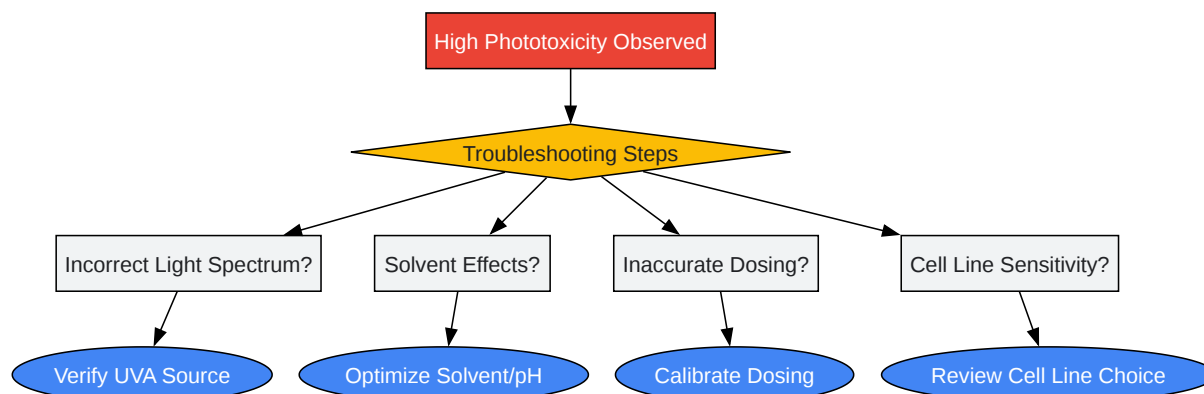 High Phototoxicity Observed
Troubleshooting Steps
Incorrect Light Spectrum?
Solvent Effects?
Inaccurate Dosing?
Cell Line Sensitivity?
Verify UVA Source
Optimize Solvent/pH
Calibrate Dosing
Review Cell Line Choice